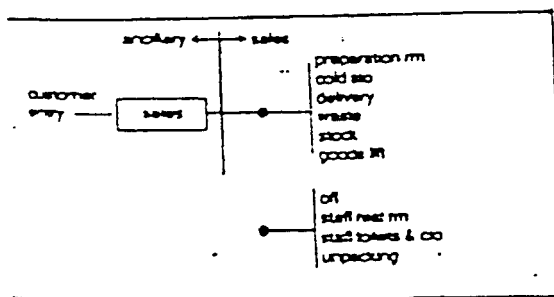 ancillary sales
customer
entry
sales
preparation rm
cold sto
delivery
waste
stock
goods lift
off
staff rest rm
staff toilets & clo
unpacking